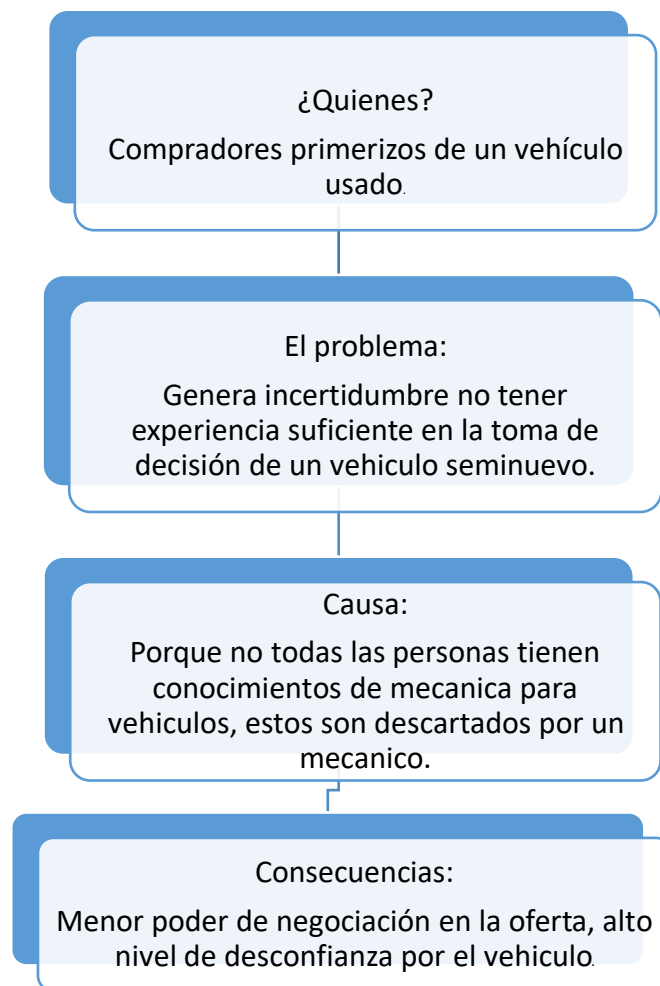 ¿Quienes?
Compradores primerizos de un vehículo
usado.
El problema:
Genera incertidumbre no tener
experiencia suficiente en la toma de
decisión de un vehiculo seminuevo.
Causa:
Porque no todas las personas tienen
conocimientos de mecanica para
vehiculos, estos son descartados por un
mecanico.
Consecuencias:
Menor poder de negociación en la oferta, alto
nivel de desconfianza por el vehiculo.